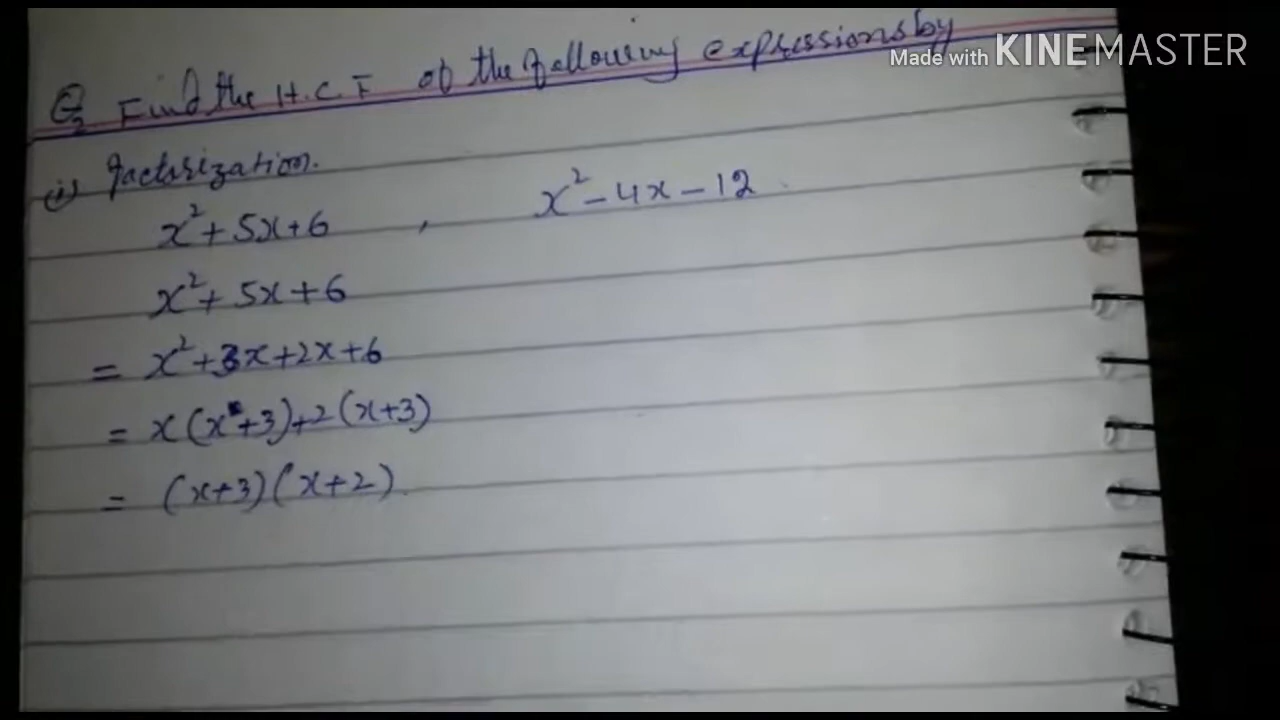 Made with KINEMASTER
Q2 Find the H.C.F of the following expressions by
(i) factorization.
x²+5x+6 , x²-4x-12
x²+5x+6
= x²+3x+2x+6
= x(x+3)+2(x+3)
= (x+3)(x+2)